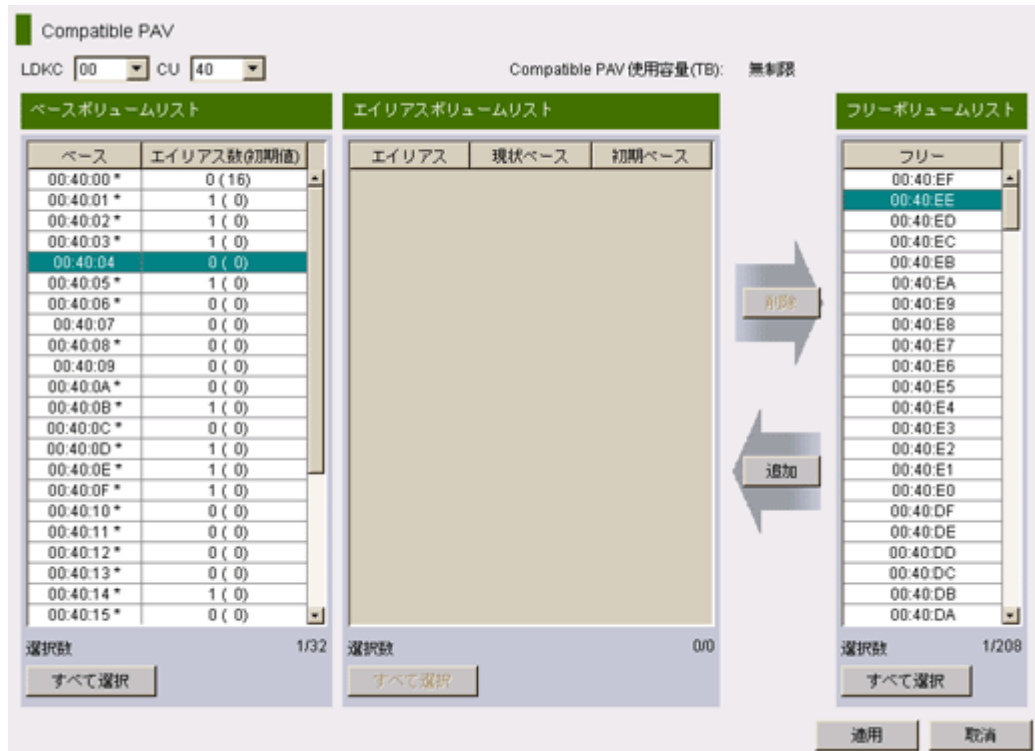 Compatible PAV
LDKC 00 CU 40 Compatible PAV 使用容量(TB): 無制限
ベースボリュームリスト エイリアスボリュームリスト フリーボリュームリスト
ベース エイリアス数(初期値) エイリアス 現状ベース 初期ベース フリー
00:40:00 * 0 ( 16) 00:40:EF
00:40:01 * 1 ( 0) 00:40:EE
00:40:02 * 1 ( 0) 00:40:ED
00:40:03 * 1 ( 0) 00:40:EC
00:40:04 0 ( 0) 00:40:EB
00:40:05 * 1 ( 0) 00:40:EA
00:40:06 * 0 ( 0) 削除 00:40:E9
00:40:07 0 ( 0) 00:40:E8
00:40:08 * 0 ( 0) 00:40:E7
00:40:09 0 ( 0) 00:40:E6
00:40:0A * 0 ( 0) 00:40:E5
00:40:0B * 1 ( 0) 00:40:E4
00:40:0C * 0 ( 0) 00:40:E3
00:40:0D * 1 ( 0) 00:40:E2
00:40:0E * 1 ( 0) 追加 00:40:E1
00:40:0F * 1 ( 0) 00:40:E0
00:40:10 * 0 ( 0) 00:40:DF
00:40:11 * 0 ( 0) 00:40:DE
00:40:12 * 0 ( 0) 00:40:DD
00:40:13 * 0 ( 0) 00:40:DC
00:40:14 * 1 ( 0) 00:40:DB
00:40:15 * 0 ( 0) 00:40:DA
選択数 1/32 選択数 0/0 選択数 1/208
すべて選択 すべて選択 すべて選択
適用 取消